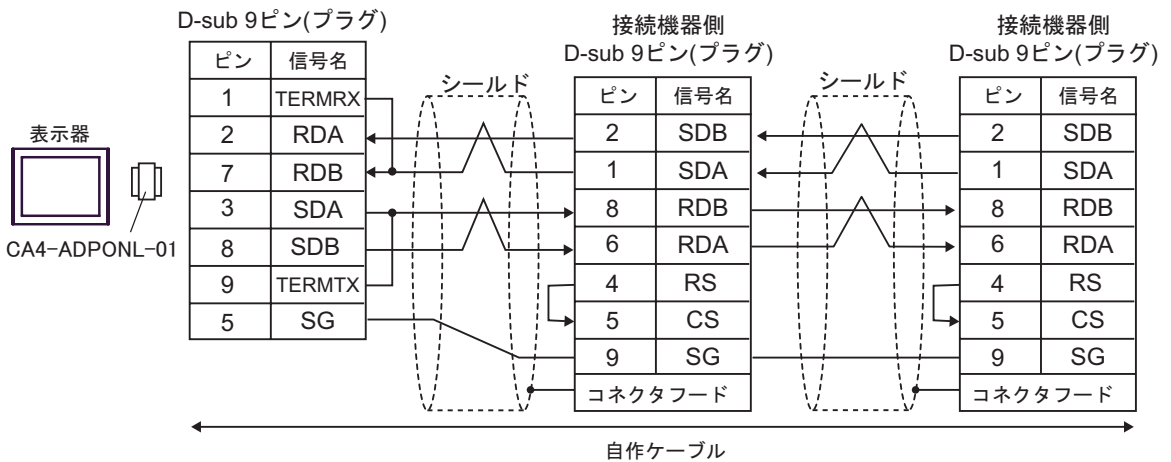 D-sub 9ピン(プラグ)
ピン 信号名
1 TERMRX
2 RDA
7 RDB
3 SDA
8 SDB
9 TERMTX
5 SG
表示器
CA4-ADPONL-01
シールド
接続機器側
D-sub 9ピン(プラグ)
ピン 信号名
2 SDB
1 SDA
8 RDB
6 RDA
4 RS
5 CS
9 SG
コネクタフード
シールド
接続機器側
D-sub 9ピン(プラグ)
ピン 信号名
2 SDB
1 SDA
8 RDB
6 RDA
4 RS
5 CS
9 SG
コネクタフード
自作ケーブル